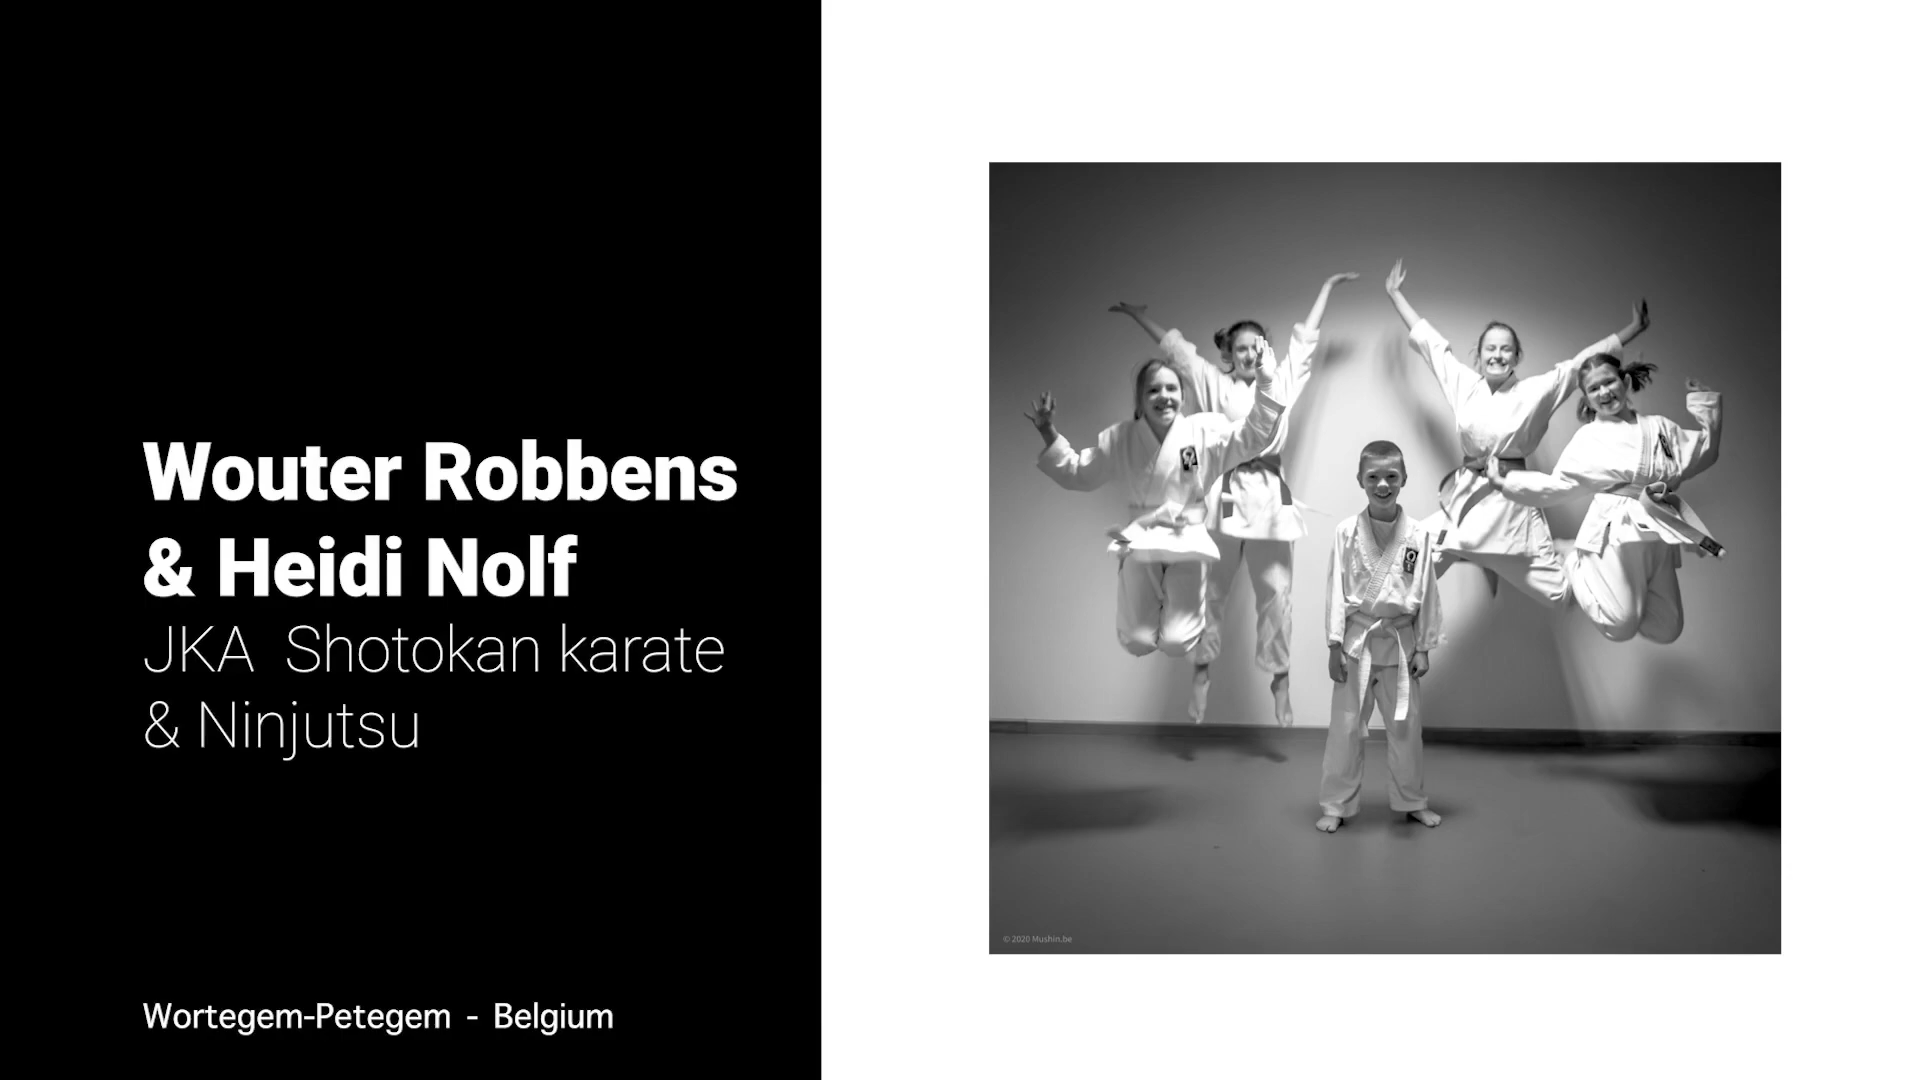 Wouter Robbens
& Heidi Nolf
JKA Shotokan karate
& Ninjutsu
Wortegem-Petegem - Belgium
© 2020 Mushin.be